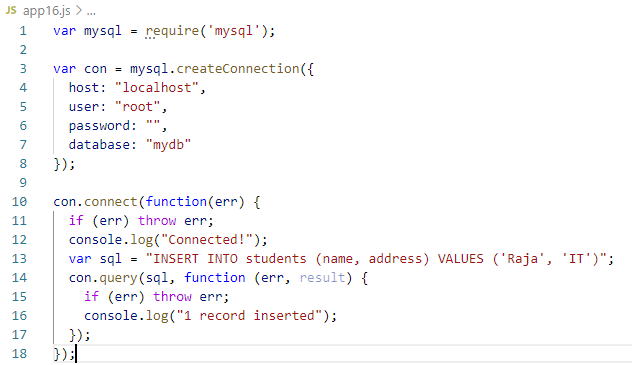 JS app16.js > ...
1 var mysql = require('mysql');
2
3 var con = mysql.createConnection({
4   host: "localhost",
5   user: "root",
6   password: "",
7   database: "mydb"
8 });
9
10 con.connect(function(err) {
11   if (err) throw err;
12   console.log("Connected!");
13   var sql = "INSERT INTO students (name, address) VALUES ('Raja', 'IT')";
14   con.query(sql, function (err, result) {
15     if (err) throw err;
16     console.log("1 record inserted");
17   });
18 });